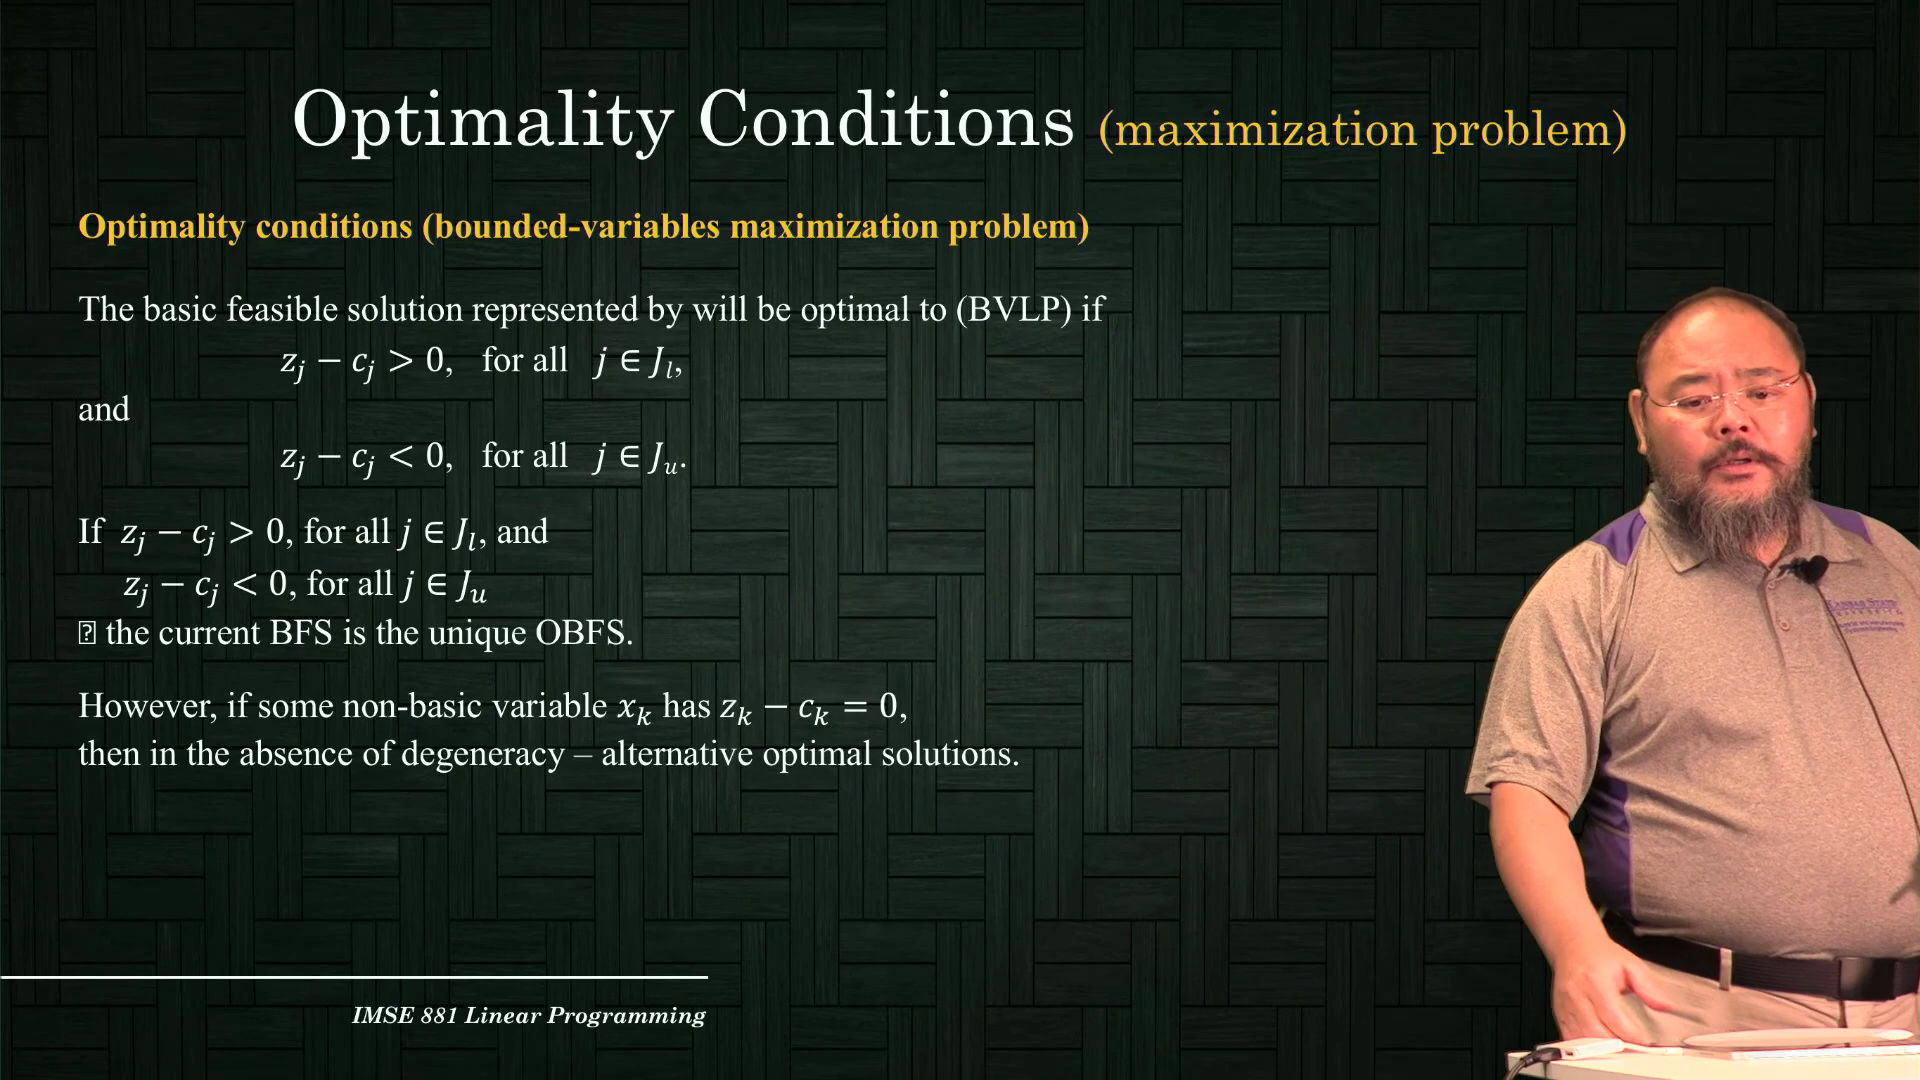 Optimality Conditions (maximization problem)
Optimality conditions (bounded-variables maximization problem)
The basic feasible solution represented by will be optimal to (BVLP) if
𝑧ⱼ − 𝑐ⱼ > 0, for all 𝑗 ∈ 𝐽ₗ,
and
𝑧ⱼ − 𝑐ⱼ < 0, for all 𝑗 ∈ 𝐽ᵤ.
If 𝑧ⱼ − 𝑐ⱼ > 0, for all 𝑗 ∈ 𝐽ₗ, and
𝑧ⱼ − 𝑐ⱼ < 0, for all 𝑗 ∈ 𝐽ᵤ
⍰ the current BFS is the unique OBFS.
However, if some non-basic variable 𝑥ₖ has 𝑧ₖ − 𝑐ₖ = 0,
then in the absence of degeneracy – alternative optimal solutions.
IMSE 881 Linear Programming
KANSAS STATE
UNIVERSITY